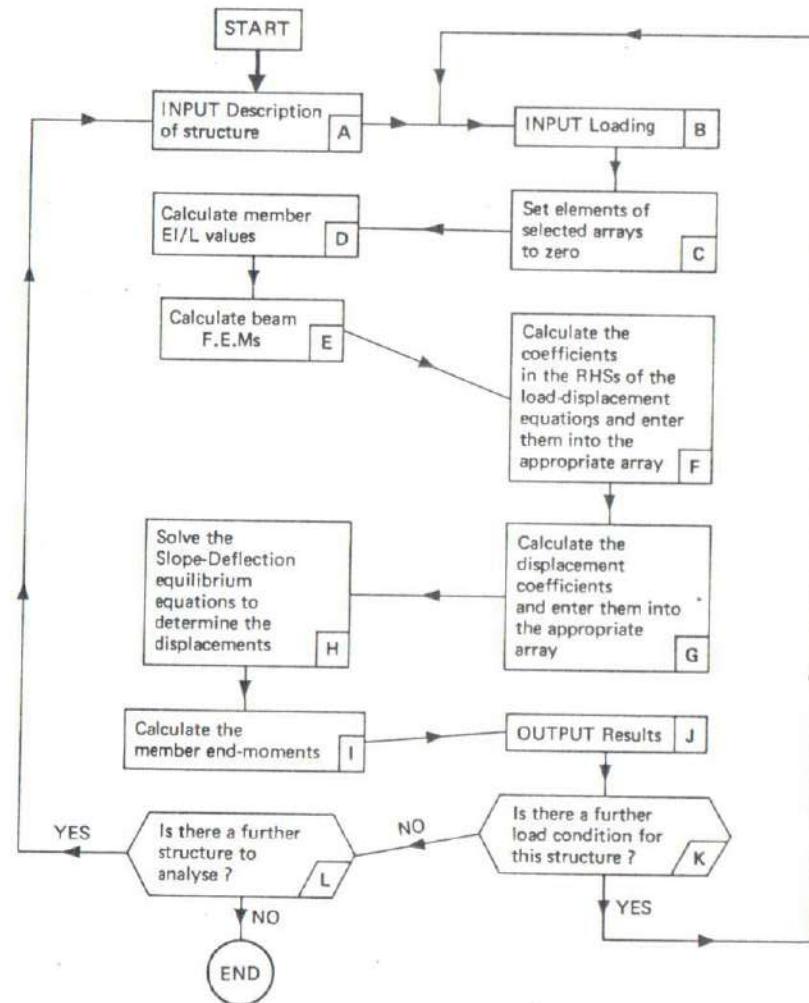 START
INPUT Description
of structure
A
INPUT Loading
B
Set elements of
selected arrays
to zero
C
Calculate member
EI/L values
D
Calculate beam
F.E.Ms
E
Calculate the
coefficients
in the RHSs of the
load-displacement
equations and enter
them into the
appropriate array
F
Calculate the
displacement
coefficients
and enter them into
the appropriate
array
G
Solve the
Slope-Deflection
equilibrium
equations to
determine the
displacements
H
Calculate the
member end-moments
I
OUTPUT Results
J
Is there a further
load condition for
this structure ?
K
YES
NO
Is there a further
structure to
analyse ?
L
YES
NO
END